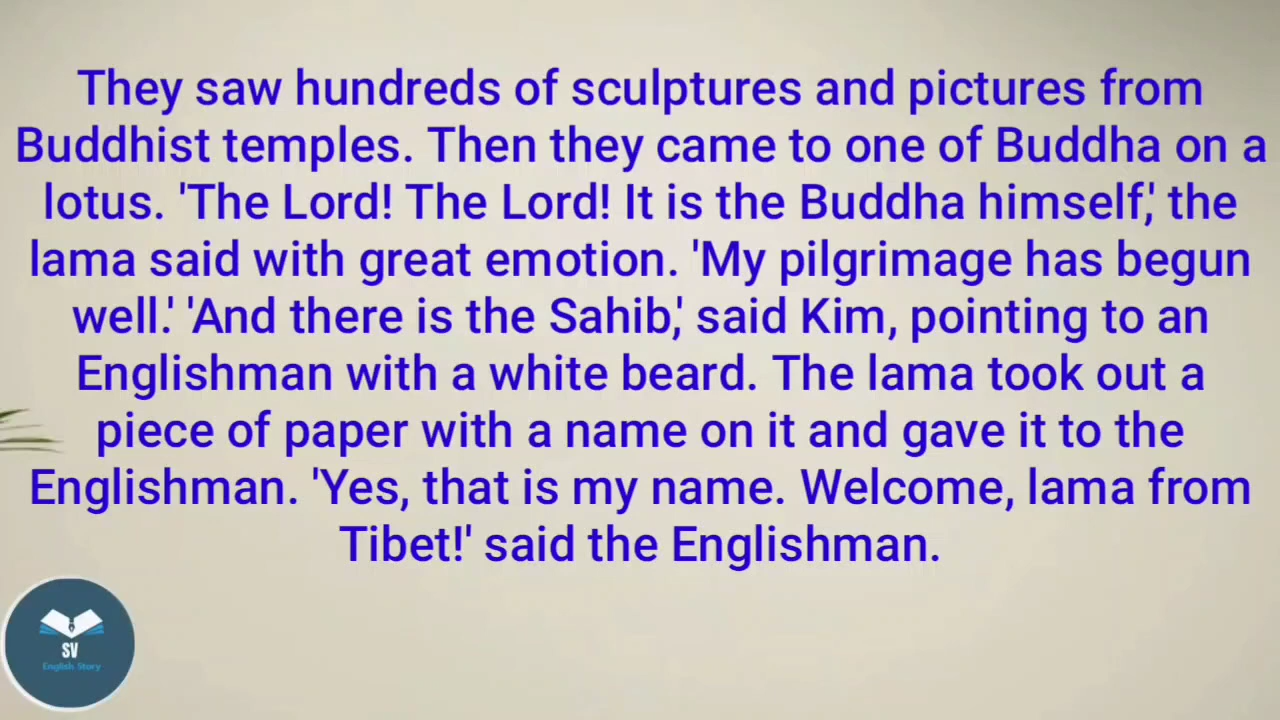 They saw hundreds of sculptures and pictures from
Buddhist temples. Then they came to one of Buddha on a
lotus. 'The Lord! The Lord! It is the Buddha himself,' the
lama said with great emotion. 'My pilgrimage has begun
well.' 'And there is the Sahib,' said Kim, pointing to an
Englishman with a white beard. The lama took out a
piece of paper with a name on it and gave it to the
Englishman. 'Yes, that is my name. Welcome, lama from
Tibet!' said the Englishman.
SV
English Story